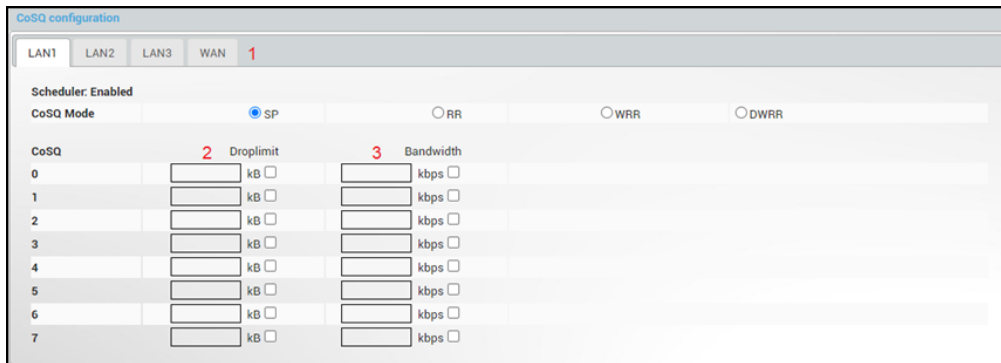 CoSQ configuration
LAN1 LAN2 LAN3 WAN 1
Scheduler: Enabled
CoSQ Mode SP RR WRR DWRR
CoSQ 2 Droplimit 3 Bandwidth
0 kB kbps
1 kB kbps
2 kB kbps
3 kB kbps
4 kB kbps
5 kB kbps
6 kB kbps
7 kB kbps